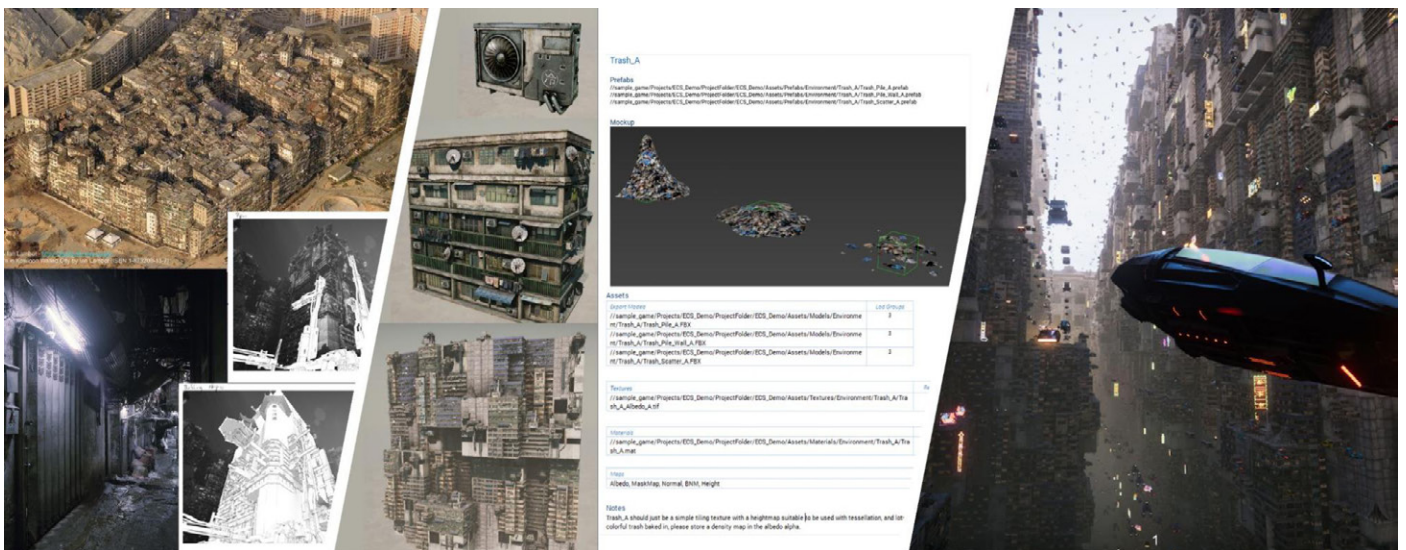 Trash_A
Prefabs
//sample_game/Projects/ECS_Demo/ProjectFolder/ECS_Demo/Assets/Prefabs/Environment/Trash_A/Trash_Pile_A.prefab
//sample_game/Projects/ECS_Demo/ProjectFolder/ECS_Demo/Assets/Prefabs/Environment/Trash_A/Trash_Pile_Wall_A.prefab
//sample_game/Projects/ECS_Demo/ProjectFolder/ECS_Demo/Assets/Prefabs/Environment/Trash_A/Trash_Scatter_A.prefab
Mockup
Assets
Export Models
Lod Groups
//sample_game/Projects/ECS_Demo/ProjectFolder/ECS_Demo/Assets/Models/Environme
nt/Trash_A/Trash_Pile_A.FBX
3
//sample_game/Projects/ECS_Demo/ProjectFolder/ECS_Demo/Assets/Models/Environme
nt/Trash_A/Trash_Pile_Wall_A.FBX
3
//sample_game/Projects/ECS_Demo/ProjectFolder/ECS_Demo/Assets/Models/Environme
nt/Trash_A/Trash_Scatter_A.FBX
Textures
//sample_game/Projects/ECS_Demo/ProjectFolder/ECS_Demo/Assets/Textures/Environment/Trash_A/Tra
sh_A_Albedo_A.tif
Materials
//sample_game/Projects/ECS_Demo/ProjectFolder/ECS_Demo/Assets/Materials/Environment/Trash_A/Tra
sh_A.mat
Maps
Albedo, MaskMap, Normal, BNM, Height
Notes
Trash_A should just be a simple tiling texture with a heightmap suitable to be used with tessellation, and lot
colorful trash baked in, please store a density map in the albedo alpha.
1